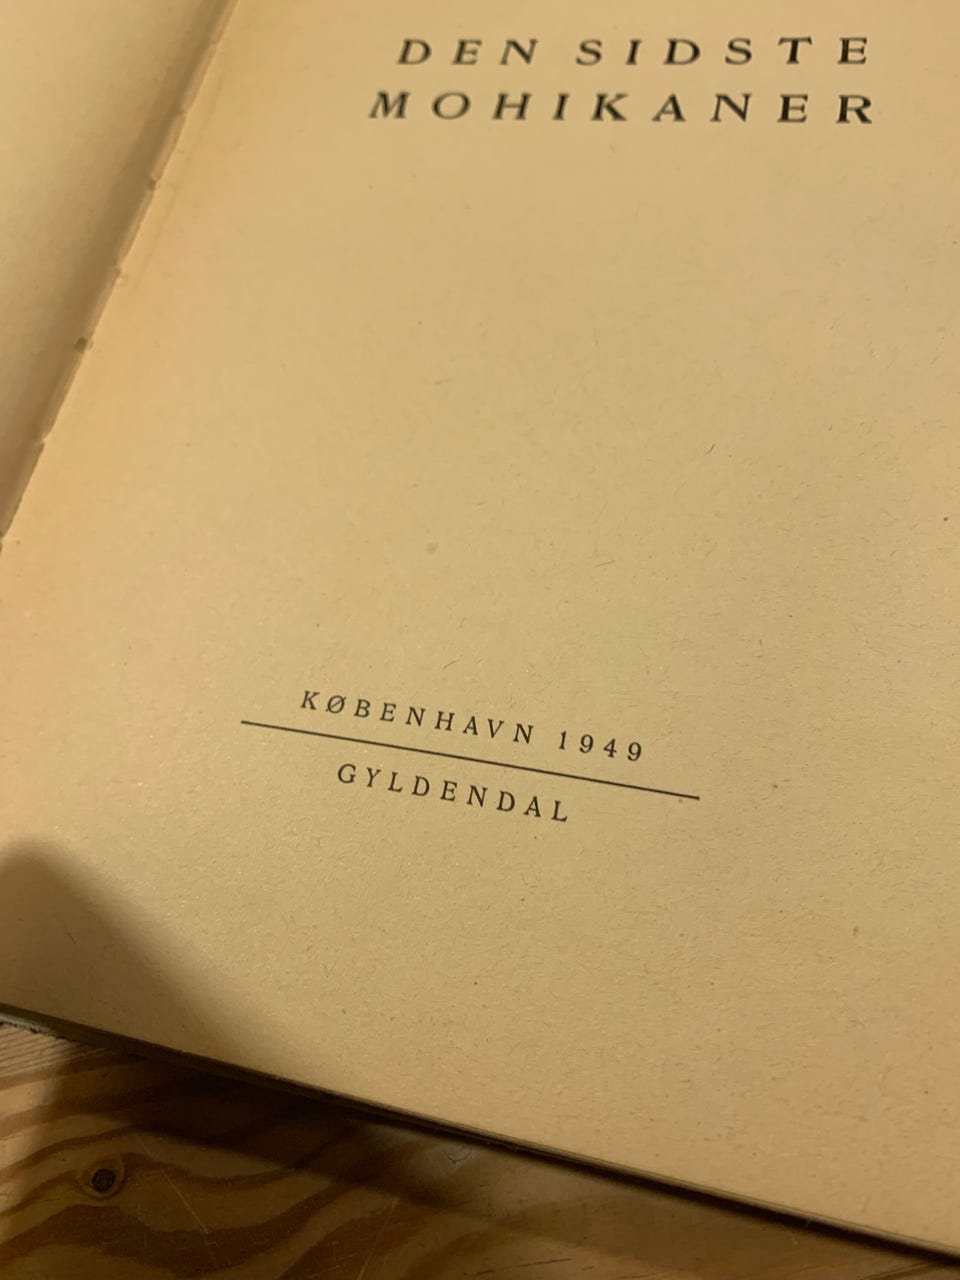 DEN SIDSTE
MOHIKANER
KØBENHAVN 1949
GYLDENDAL